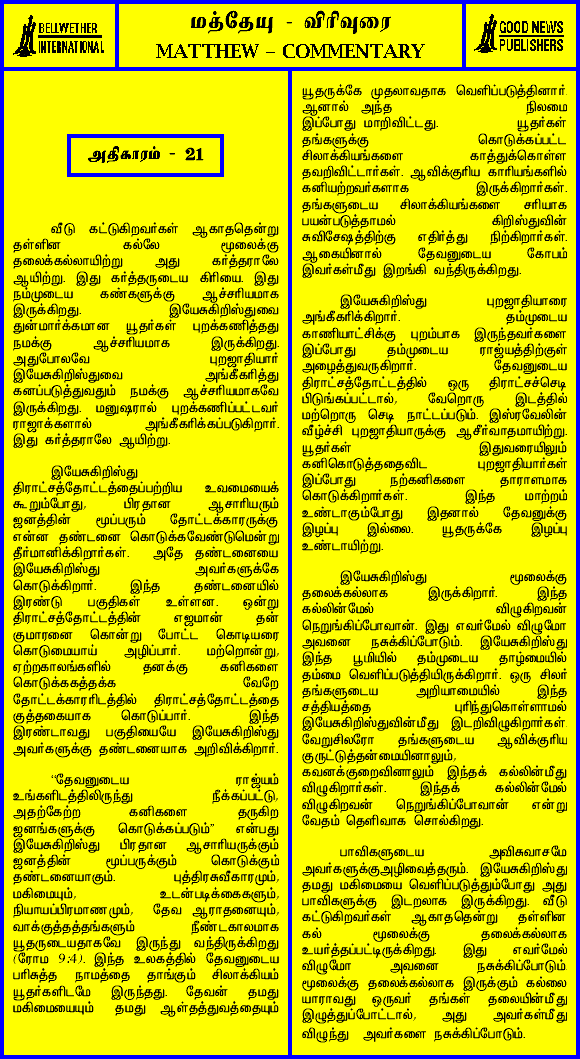 BELLWETHER
INTERNATIONAL
மத்தேயு - விரிவுரை
MATTHEW – COMMENTARY
GOOD NEWS
PUBLISHERS
அதிகாரம் - 21
வீடு கட்டுகிறவர்கள் ஆகாததென்று
தள்ளின கல்லே மூலைக்கு
தலைக்கல்லாயிற்று அது கர்த்தராலே
ஆயிற்று. இது கர்த்தருடைய கிரியை. இது
நம்முடைய கண்களுக்கு ஆச்சரியமாக
இருக்கிறது. இயேசுகிறிஸ்துவை
துன்மார்க்கமான யூதர்கள் புறக்கணித்தது
நமக்கு ஆச்சரியமாக இருக்கிறது.
அதுபோலவே புறஜாதியார்
இயேசுகிறிஸ்துவை அங்கீகரித்து
கனப்படுத்துவதும் நமக்கு ஆச்சரியமாகவே
இருக்கிறது. மனுஷரால் புறக்கணிப்பட்டவர்
ராஜாக்களால் அங்கீகரிக்கப்படுகிறார்.
இது கர்த்தராலே ஆயிற்று.
இயேசுகிறிஸ்து
திராட்சத்தோட்டத்தைப்பற்றிய உவமையைக்
கூறும்போது, பிரதான ஆசாரியரும்
ஜனத்தின் மூப்பரும் தோட்டக்காரருக்கு
என்ன தண்டனை கொடுக்கவேண்டுமென்று
தீர்மானிக்கிறார்கள். அதே தண்டனையை
இயேசுகிறிஸ்து அவர்களுக்கே
கொடுக்கிறார். இந்த தண்டனையில்
இரண்டு பகுதிகள் உள்ளன. ஒன்று
திராட்சத்தோட்டத்தின் எஜமான் தன்
குமாரனை கொன்று போட்ட கொடியரை
கொடுமையாய் அழிப்பார். மற்றொன்று,
ஏற்றகாலங்களில் தனக்கு கனிகளை
கொடுக்ககத்தக்க வேறே
தோட்டக்காரரிடத்தில் திராட்சத்தோட்டத்தை
குத்தகையாக கொடுப்பார். இந்த
இரண்டாவது பகுதியையே இயேசுகிறிஸ்து
அவர்களுக்கு தண்டனையாக அறிவிக்கிறார்.
“தேவனுடைய ராஜ்யம்
உங்களிடத்திலிருந்து நீக்கப்பட்டு,
அதற்கேற்ற கனிகளை தருகிற
ஜனங்களுக்கு கொடுக்கப்படும்” என்பது
இயேசுகிறிஸ்து பிரதான ஆசாரியருக்கும்
ஜனத்தின் மூப்பருக்கும் கொடுக்கும்
தண்டனையாகும். புத்திரசுவிகாரமும்,
மகிமையும், உடன்படிக்கைகளும்,
நியாயப்பிரமாணமும், தேவ ஆராதனையும்,
வாக்குத்தத்தங்களும் நீண்டகாலமாக
யூதருடையதாகவே இருந்து வந்திருக்கிறது
(ரோம 9:4). இந்த உலகத்தில் தேவனுடைய
பரிசுத்த நாமத்தை தாங்கும் சிலாக்கியம்
யூதர்களிடமே இருந்தது. தேவன் தமது
மகிமையையும் தமது ஆள்தத்துவத்தையும்
யூதருக்கே முதலாவதாக வெளிப்படுத்தினார்.
ஆனால் அந்த நிலமை
இப்போது மாறிவிட்டது. யூதர்கள்
தங்களுக்கு கொடுக்கப்பட்ட
சிலாக்கியங்களை காத்துக்கொள்ள
தவறிவிட்டார்கள். ஆவிக்குரிய காரியங்களில்
கனியற்றவர்களாக இருக்கிறார்கள்.
தங்களுடைய சிலாக்கியங்களை சரியாக
பயன்படுத்தாமல் கிறிஸ்துவின்
சுவிசேஷத்திற்கு எதிர்த்து நிற்கிறார்கள்.
ஆகையினால் தேவனுடைய கோபம்
இவர்கள்மீது இறங்கி வந்திருக்கிறது.
இயேசுகிறிஸ்து புறஜாதியாரை
அங்கீகரிக்கிறார். தம்முடைய
காணியாட்சிக்கு புறம்பாக இருந்தவர்களை
இப்போது தம்முடைய ராஜ்யத்திற்குள்
அழைத்துவருகிறார். தேவனுடைய
திராட்சத்தோட்டத்தில் ஒரு திராட்சச்செடி
பிடுங்கப்பட்டால், வேறொரு இடத்தில்
மற்றொரு செடி நாட்டப்படும். இஸ்ரவேலின்
வீழ்ச்சி புறஜாதியாருக்கு ஆசீர்வாதமாயிற்று.
யூதர்கள் இதுவரையிலும்
கனிகொடுத்ததைவிட புறஜாதியார்கள்
இப்போது நற்கனிகளை தாராளமாக
கொடுக்கிறார்கள். இந்த மாற்றம்
உண்டாகும்போது இதனால் தேவனுக்கு
இழப்பு இல்லை. யூதருக்கே இழப்பு
உண்டாயிற்று.
இயேசுகிறிஸ்து மூலைக்கு
தலைக்கல்லாக இருக்கிறார். இந்த
கல்லின்மேல் விழுகிறவன்
நெறுங்கிப்போவான். இது எவர்மேல் விழுமோ
அவனை நசுக்கிப்போடும். இயேசுகிறிஸ்து
இந்த பூமியில் தம்முடைய தாழ்மையில்
தம்மை வெளிப்படுத்தியிருக்கிறார். ஒரு சிலர்
தங்களுடைய அறியாமையில் இந்த
சத்தியத்தை புரிந்துகொள்ளாமல்
இயேசுகிறிஸ்துவின்மீது இடறிவிழுகிறார்கள்.
வேறுசிலரோ தங்களுடைய ஆவிக்குரிய
குருட்டுத்தன்மையினாலும்,
கவனக்குறைவினாலும் இந்தக் கல்லின்மீது
விழுகிறார்கள். இந்தக் கல்லின்மேல்
விழுகிறவன் நெறுங்கிப்போவான் என்று
வேதம் தெளிவாக சொல்கிறது.
பாவிகளுடைய அவிசுவாசமே
அவர்களுக்குஅழிவைத்தரும். இயேசுகிறிஸ்து
தமது மகிமையை வெளிப்படுத்தும்போது அது
பாவிகளுக்கு இடறலாக இருக்கிறது. வீடு
கட்டுகிறவர்கள் ஆகாததென்று தள்ளின
கல் மூலைக்கு தலைக்கல்லாக
உயர்த்தப்பட்டிருக்கிறது. இது எவர்மேல்
விழுமோ அவனை நசுக்கிப்போடும்.
மூலைக்கு தலைக்கல்லாக இருக்கும் கல்லை
யாராவது ஒருவர் தங்கள் தலையின்மீது
இழுத்துப்போட்டால், அது அவர்கள்மீது
விழுந்து அவர்களை நசுக்கிப்போடும்.